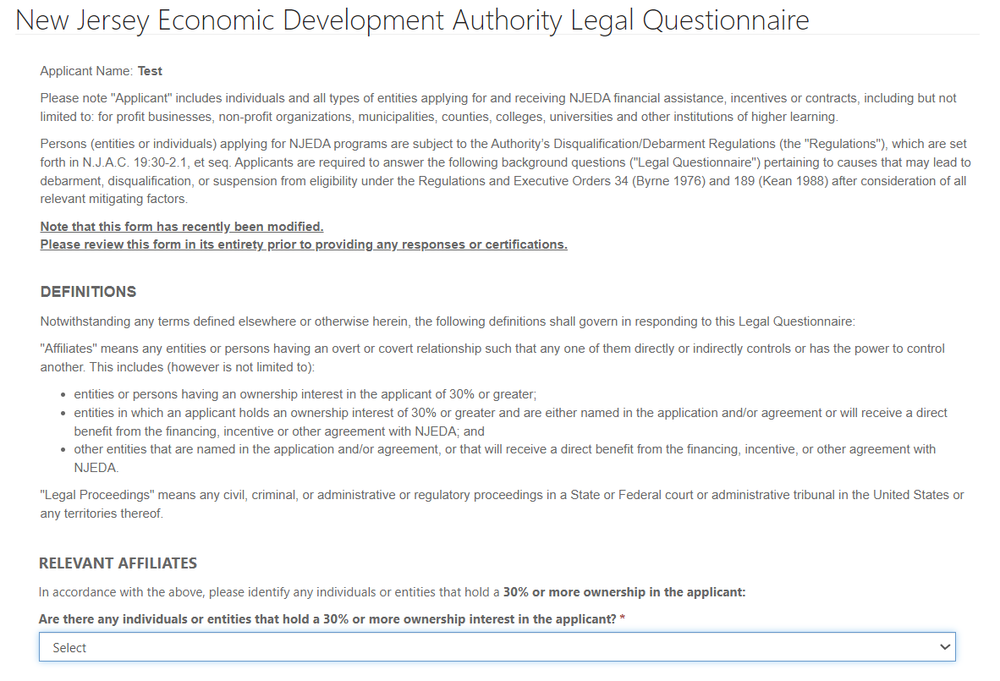 New Jersey Economic Development Authority Legal Questionnaire
Applicant Name: Test
Please note "Applicant" includes individuals and all types of entities applying for and receiving NJEDA financial assistance, incentives or contracts, including but not
limited to: for profit businesses, non-profit organizations, municipalities, counties, colleges, universities and other institutions of higher learning.
Persons (entities or individuals) applying for NJEDA programs are subject to the Authority's Disqualification/Debarment Regulations (the "Regulations"), which are set
forth in N.J.A.C. 19:30-2.1, et seq. Applicants are required to answer the following background questions ("Legal Questionnaire") pertaining to causes that may lead to
debarment, disqualification, or suspension from eligibility under the Regulations and Executive Orders 34 (Byrne 1976) and 189 (Kean 1988) after consideration of all
relevant mitigating factors.
Note that this form has recently been modified.
Please review this form in its entirety prior to providing any responses or certifications.
DEFINITIONS
Notwithstanding any terms defined elsewhere or otherwise herein, the following definitions shall govern in responding to this Legal Questionnaire:
"Affiliates" means any entities or persons having an overt or covert relationship such that any one of them directly or indirectly controls or has the power to control
another. This includes (however is not limited to):
• entities or persons having an ownership interest in the applicant of 30% or greater;
• entities in which an applicant holds an ownership interest of 30% or greater and are either named in the application and/or agreement or will receive a direct
benefit from the financing, incentive or other agreement with NJEDA; and
• other entities that are named in the application and/or agreement, or that will receive a direct benefit from the financing, incentive, or other agreement with
NJEDA.
"Legal Proceedings" means any civil, criminal, or administrative or regulatory proceedings in a State or Federal court or administrative tribunal in the United States or
any territories thereof.
RELEVANT AFFILIATES
In accordance with the above, please identify any individuals or entities that hold a 30% or more ownership in the applicant:
Are there any individuals or entities that hold a 30% or more ownership interest in the applicant? *
Select